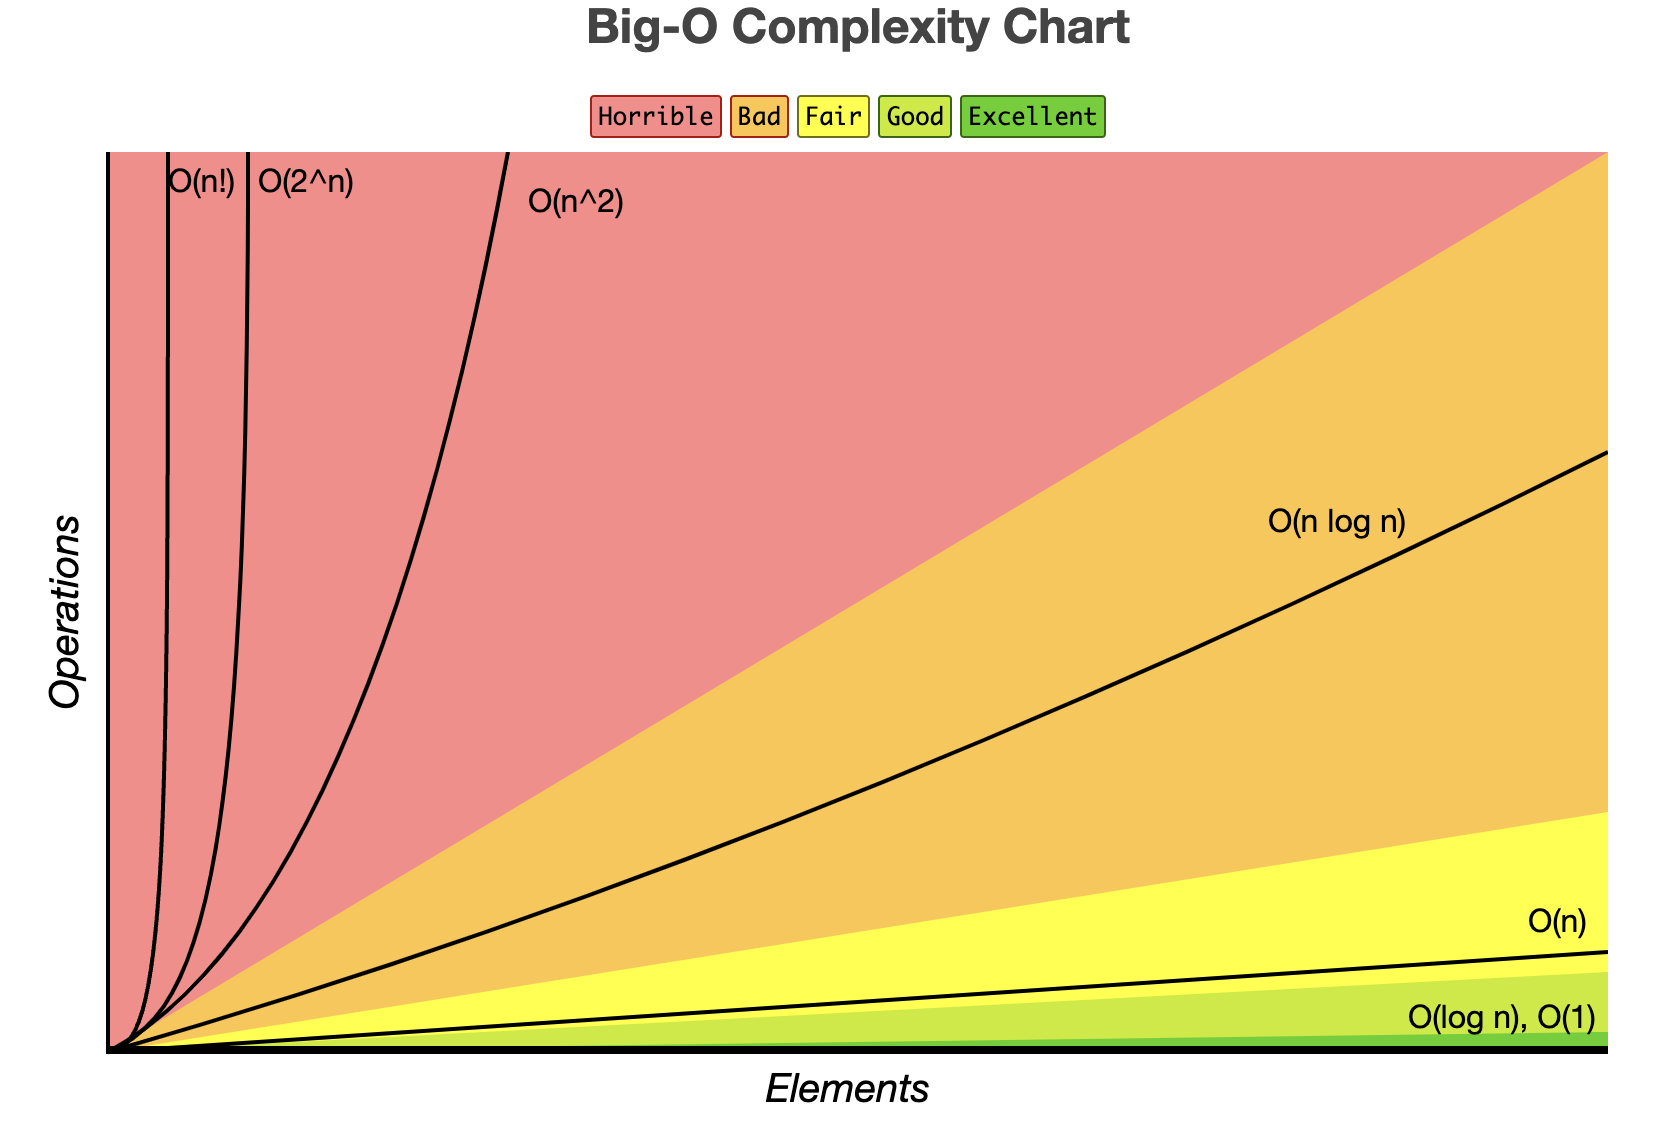 Big-O Complexity Chart
Horrible Bad Fair Good Excellent
O(n!) O(2^n)
O(n^2)
O(n log n)
O(n)
O(log n), O(1)
Operations
Elements